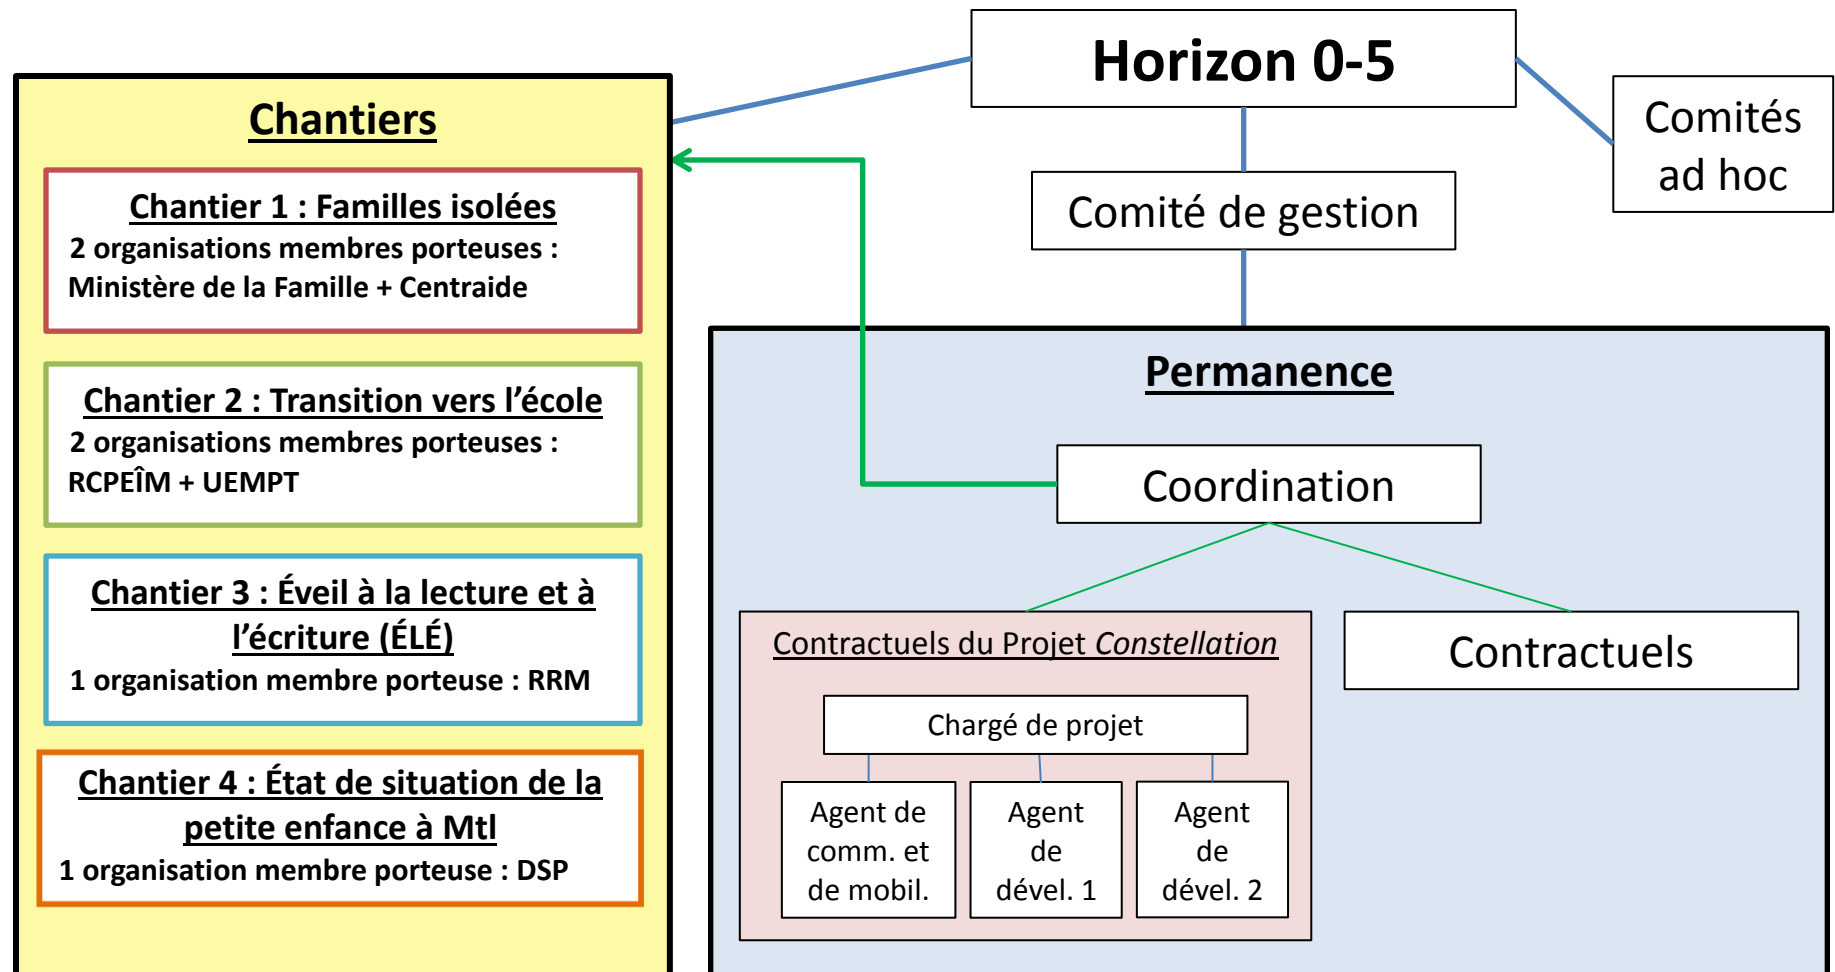 Horizon 0-5
Comités
ad hoc
Comité de gestion
Chantiers
Chantier 1 : Familles isolées
2 organisations membres porteuses :
Ministère de la Famille + Centraide
Chantier 2 : Transition vers l’école
2 organisations membres porteuses :
RCPEÎM + UEMPT
Chantier 3 : Éveil à la lecture et à
l’écriture (ÉLÉ)
1 organisation membre porteuse : RRM
Chantier 4 : État de situation de la
petite enfance à Mtl
1 organisation membre porteuse : DSP
Permanence
Coordination
Contractuels du Projet Constellation
Chargé de projet
Agent de
comm. et
de mobil.
Agent
de
dével. 1
Agent
de
dével. 2
Contractuels